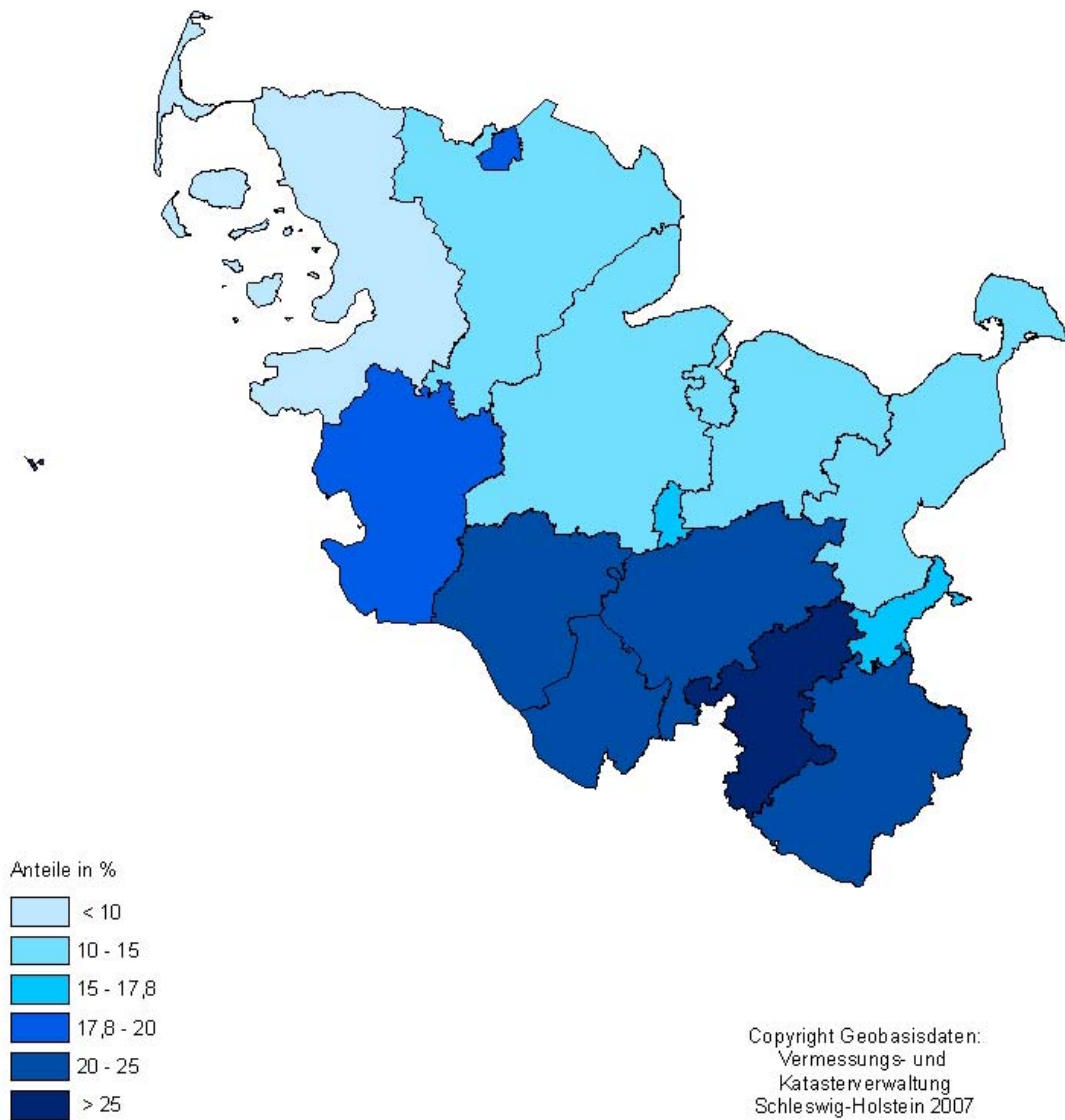 Anteile in %
< 10
10 - 15
15 - 17,8
17,8 - 20
20 - 25
> 25
Copyright Geobasisdaten:
Vermessungs- und
Katasterverwaltung
Schleswig-Holstein 2007